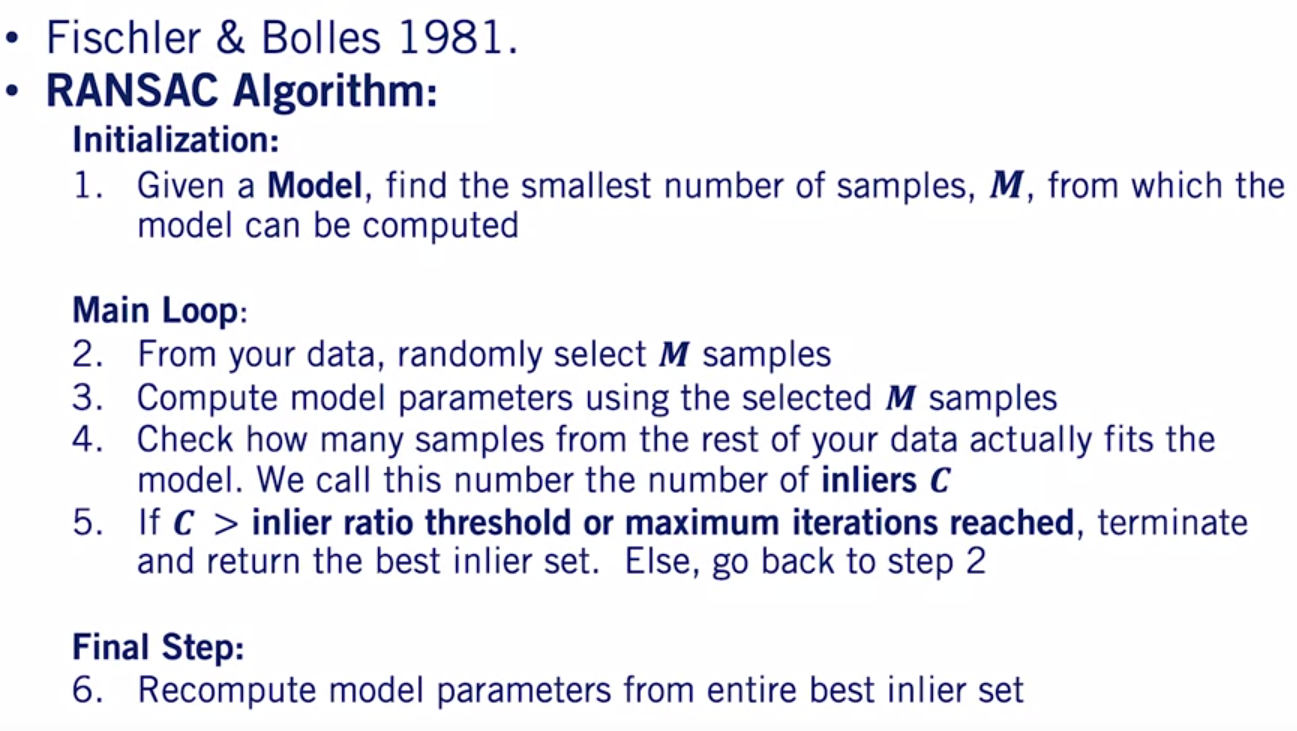 • Fischler & Bolles 1981.
• RANSAC Algorithm:
Initialization:
1. Given a Model, find the smallest number of samples, M, from which the
model can be computed
Main Loop:
2. From your data, randomly select M samples
3. Compute model parameters using the selected M samples
4. Check how many samples from the rest of your data actually fits the
model. We call this number the number of inliers C
5. If C > inlier ratio threshold or maximum iterations reached, terminate
and return the best inlier set. Else, go back to step 2
Final Step:
6. Recompute model parameters from entire best inlier set